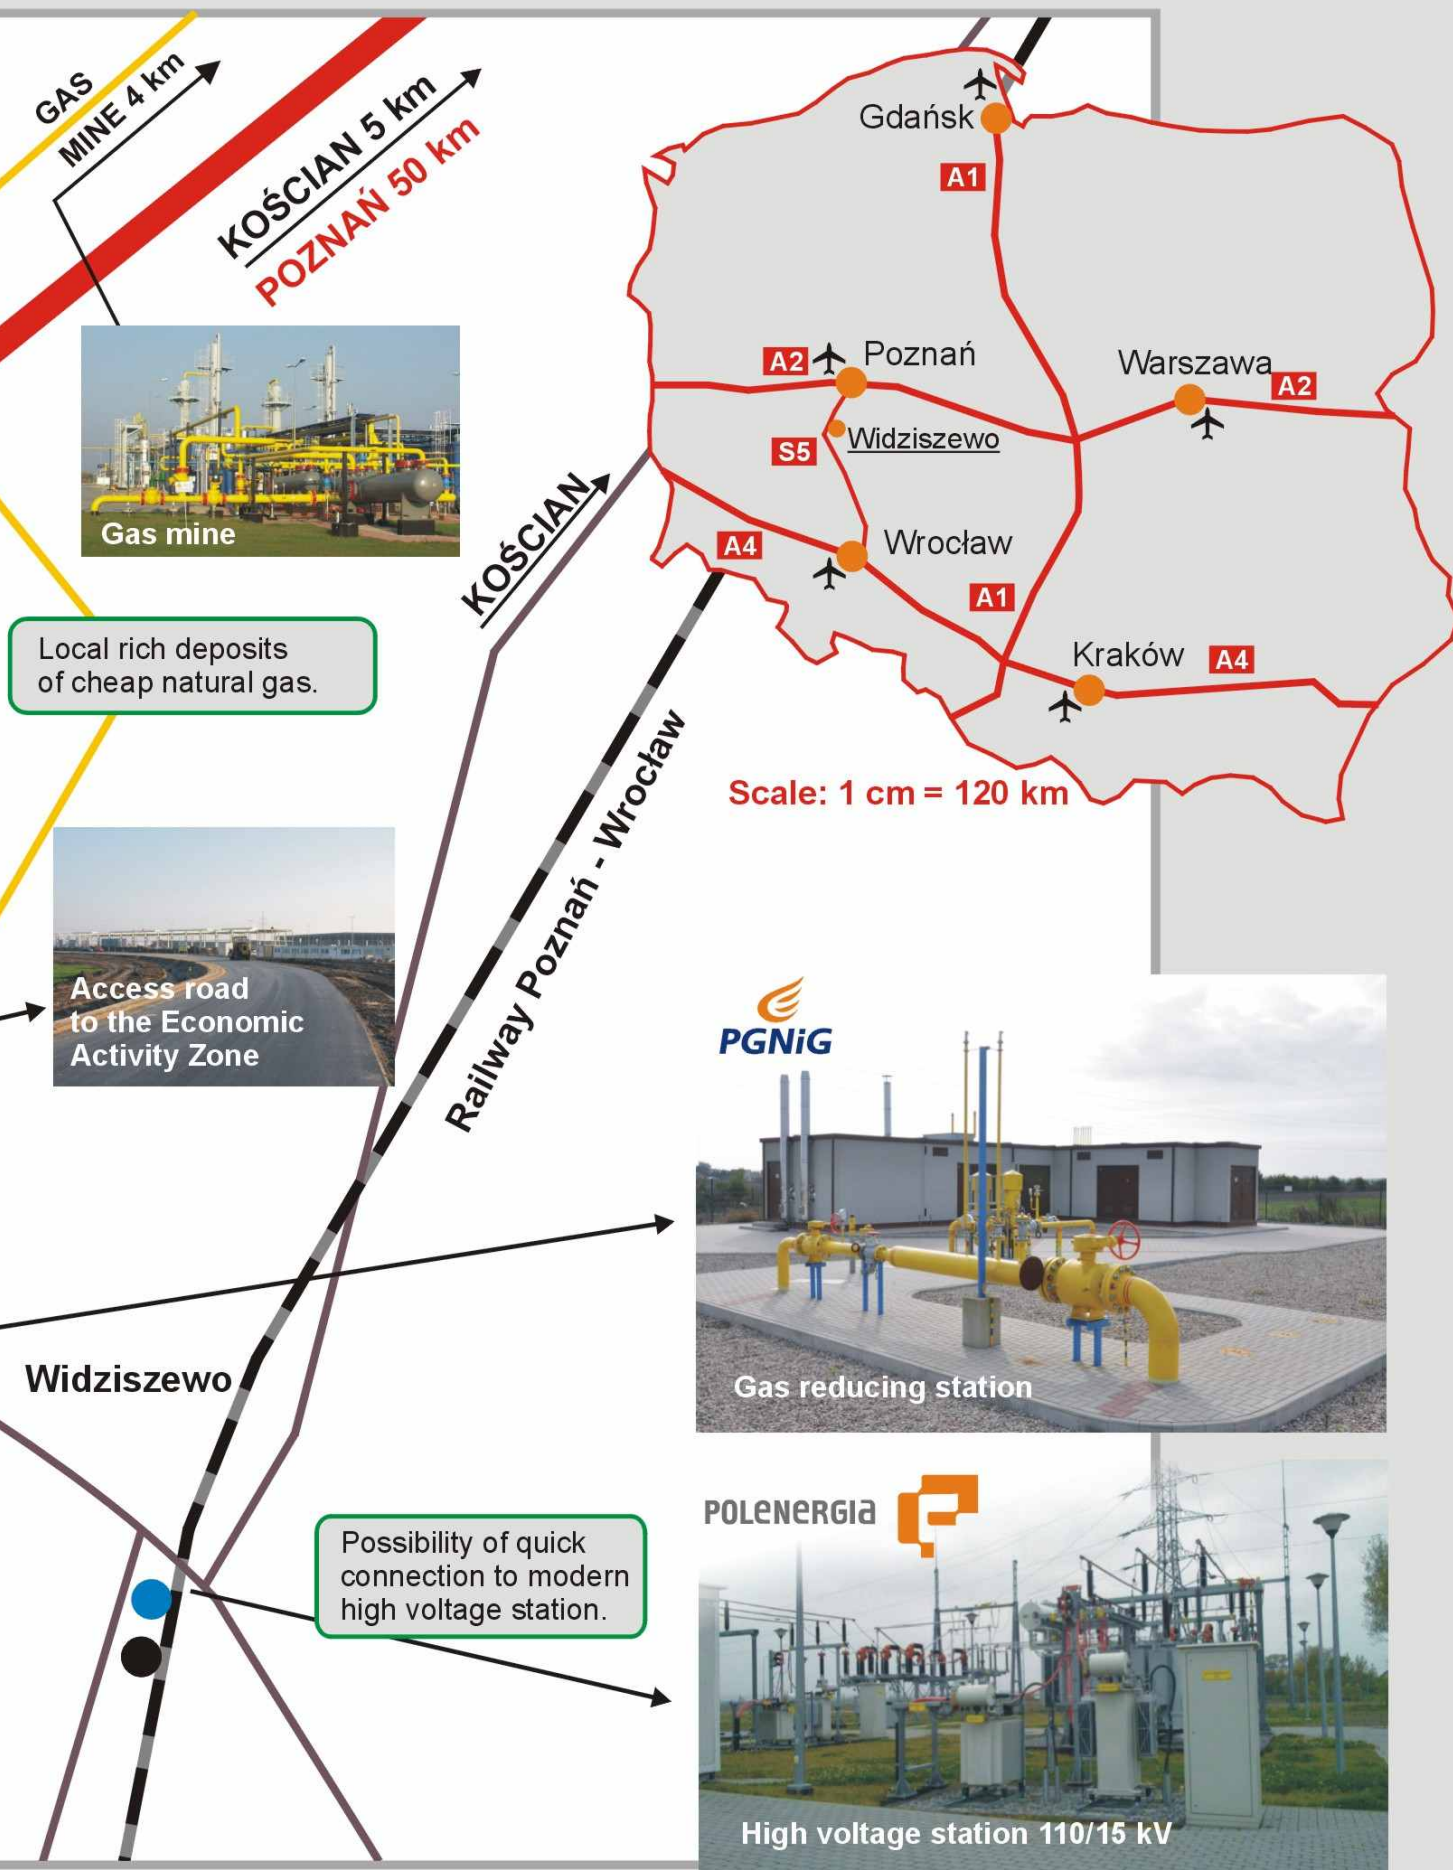 GAS
MINE 4 km
KOŚCIAN 5 km
POZNAŃ 50 km
Gdańsk
A1
A2
Poznań
Warszawa
A2
S5
Widziszewo
A4
Wrocław
A1
Kraków
A4
Scale: 1 cm = 120 km
Gas mine
KOŚCIAN
Local rich deposits
of cheap natural gas.
Railway Poznań - Wrocław
Access road
to the Economic
Activity Zone
PGNiG
Gas reducing station
Widziszewo
Possibility of quick
connection to modern
high voltage station.
POLENERGIA
High voltage station 110/15 kV